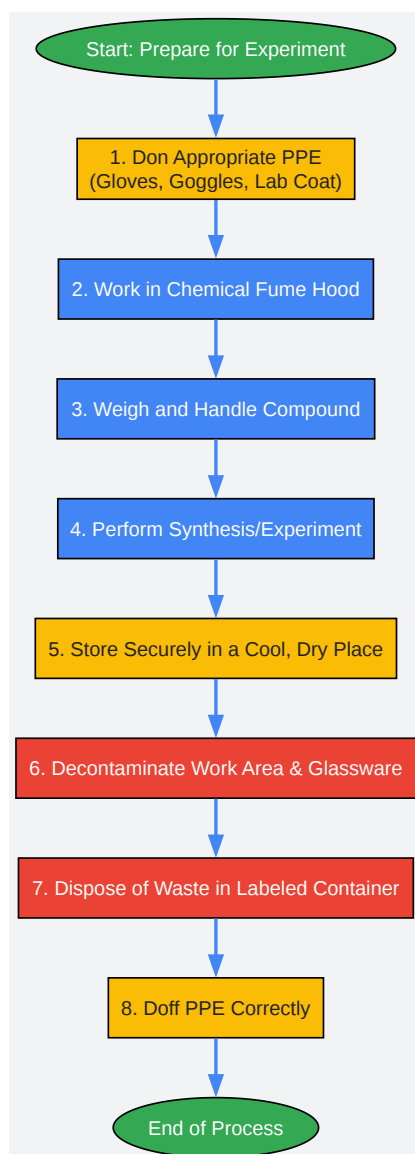 Start: Prepare for Experiment
1. Don Appropriate PPE
(Gloves, Goggles, Lab Coat)
2. Work in Chemical Fume Hood
3. Weigh and Handle Compound
4. Perform Synthesis/Experiment
5. Store Securely in a Cool, Dry Place
6. Decontaminate Work Area & Glassware
7. Dispose of Waste in Labeled Container
8. Doff PPE Correctly
End of Process